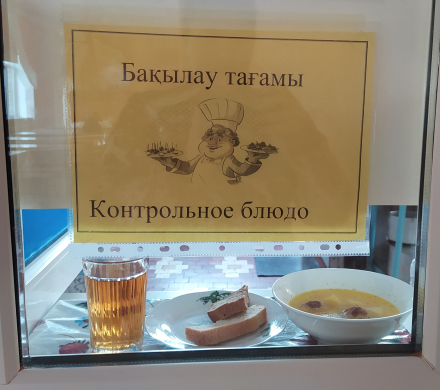 Бақылау тағамы
Контрольное блюдо